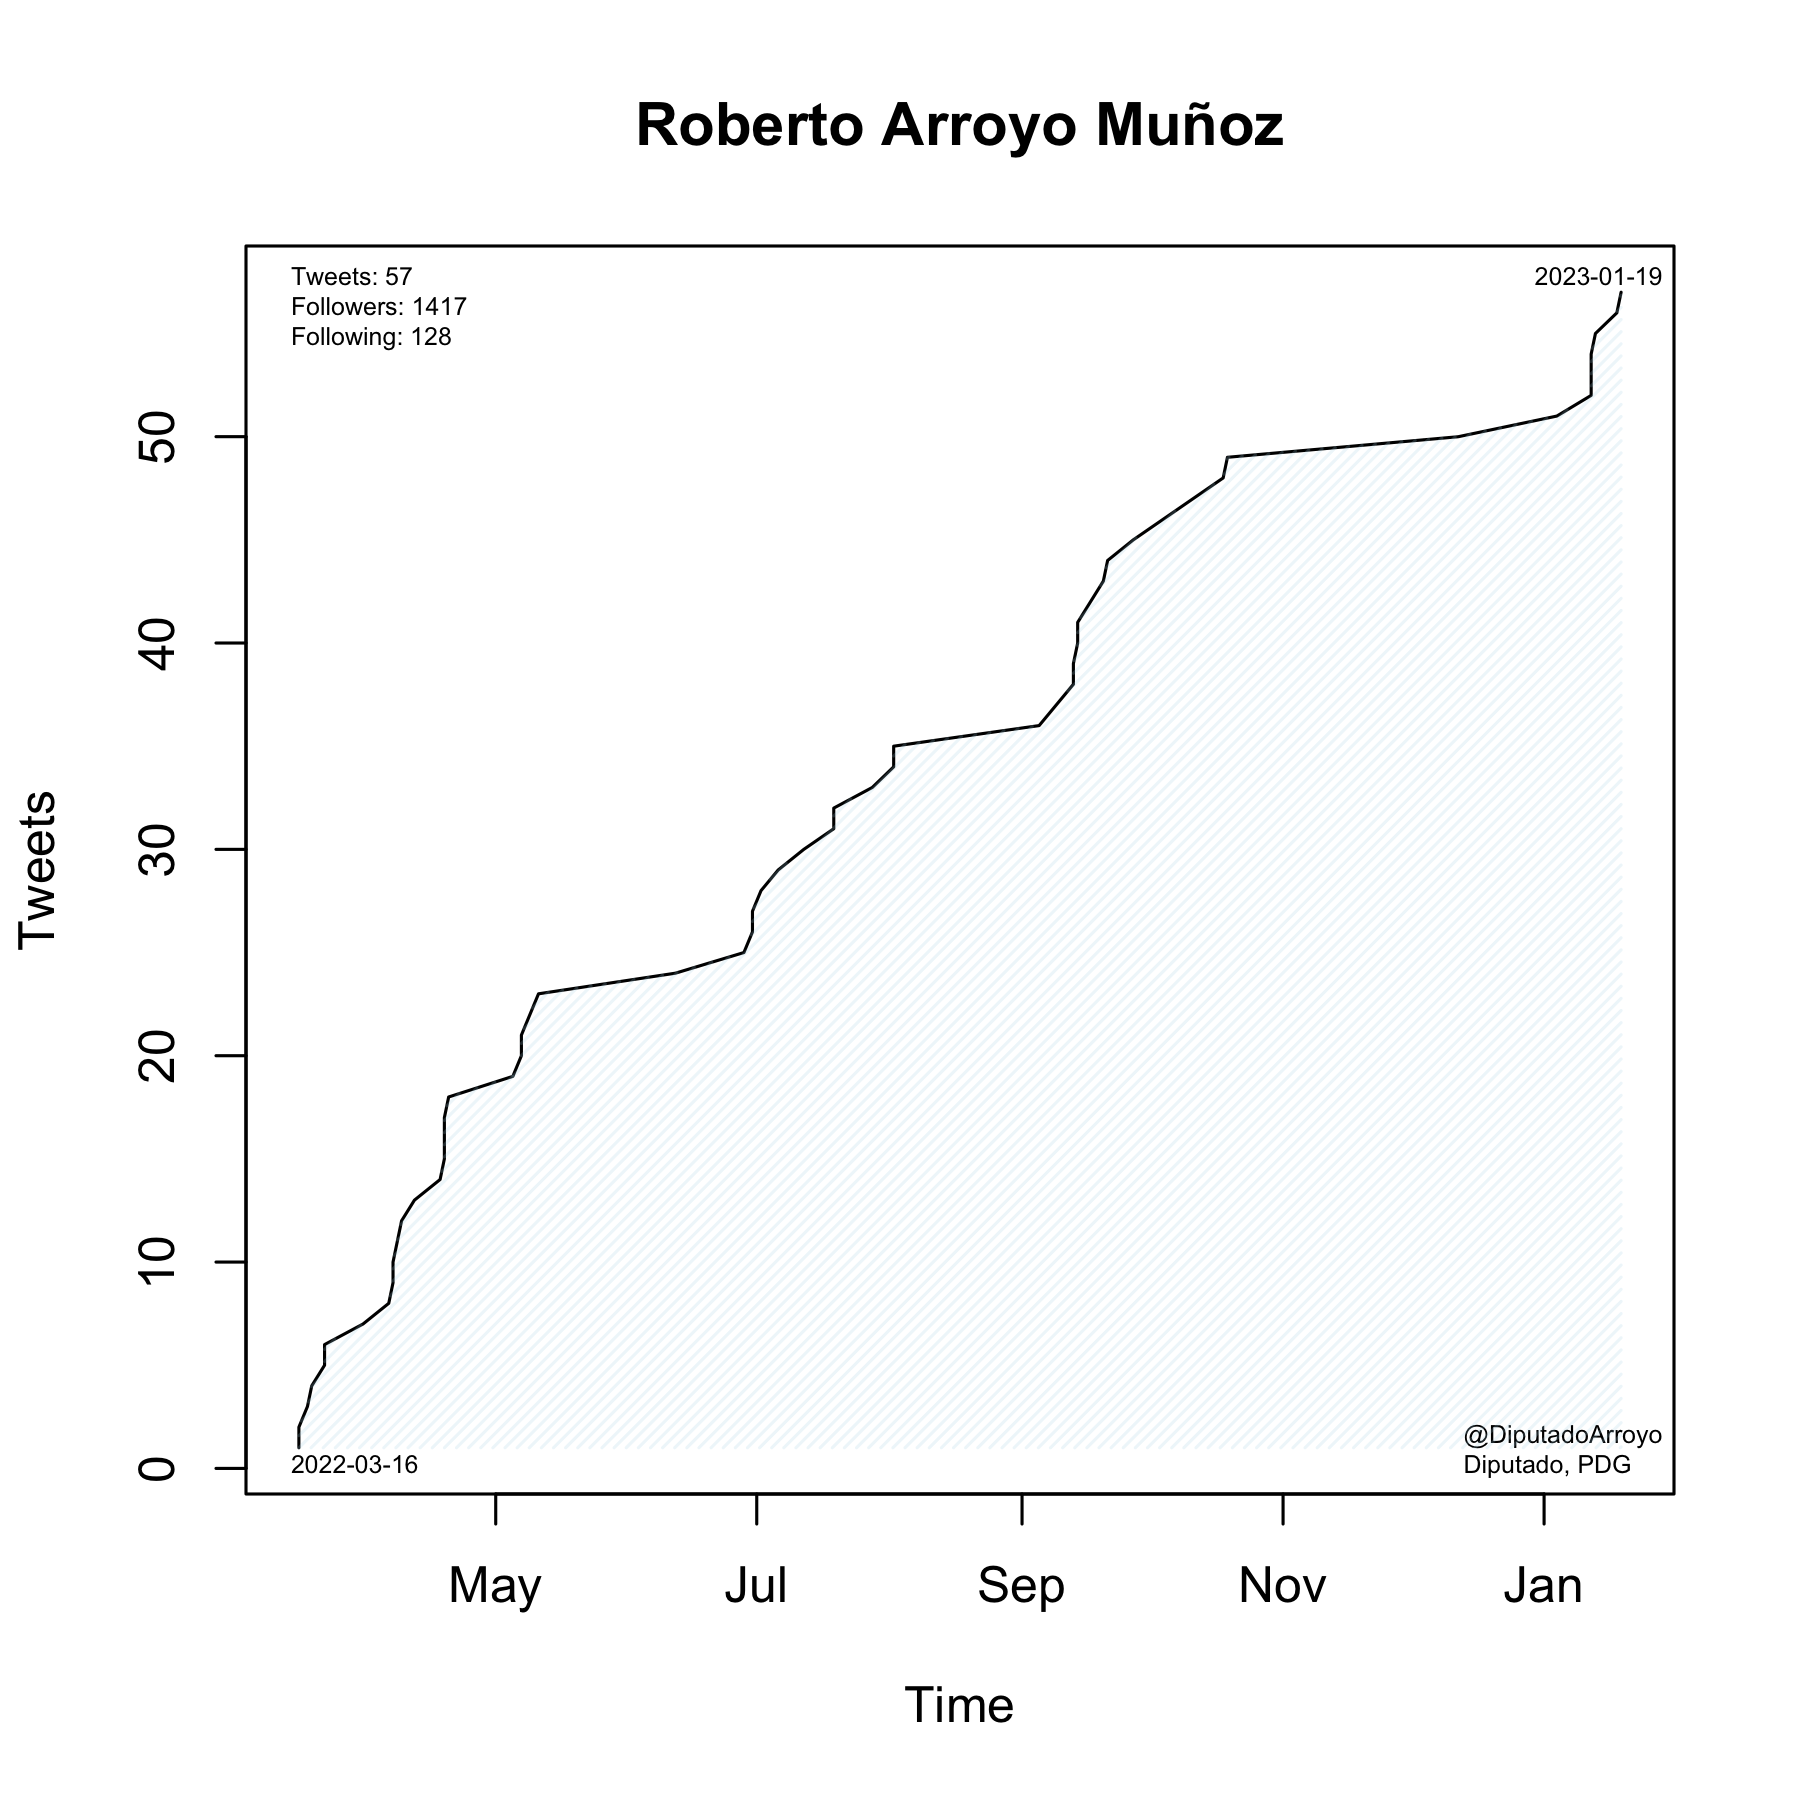 Roberto Arroyo Muñoz
Tweets: 57
Followers: 1417
Following: 128
2023-01-19
50
40
30
20
10
0
Tweets
@DiputadoArroyo
Diputado, PDG
2022-03-16
May Jul Sep Nov Jan
Time